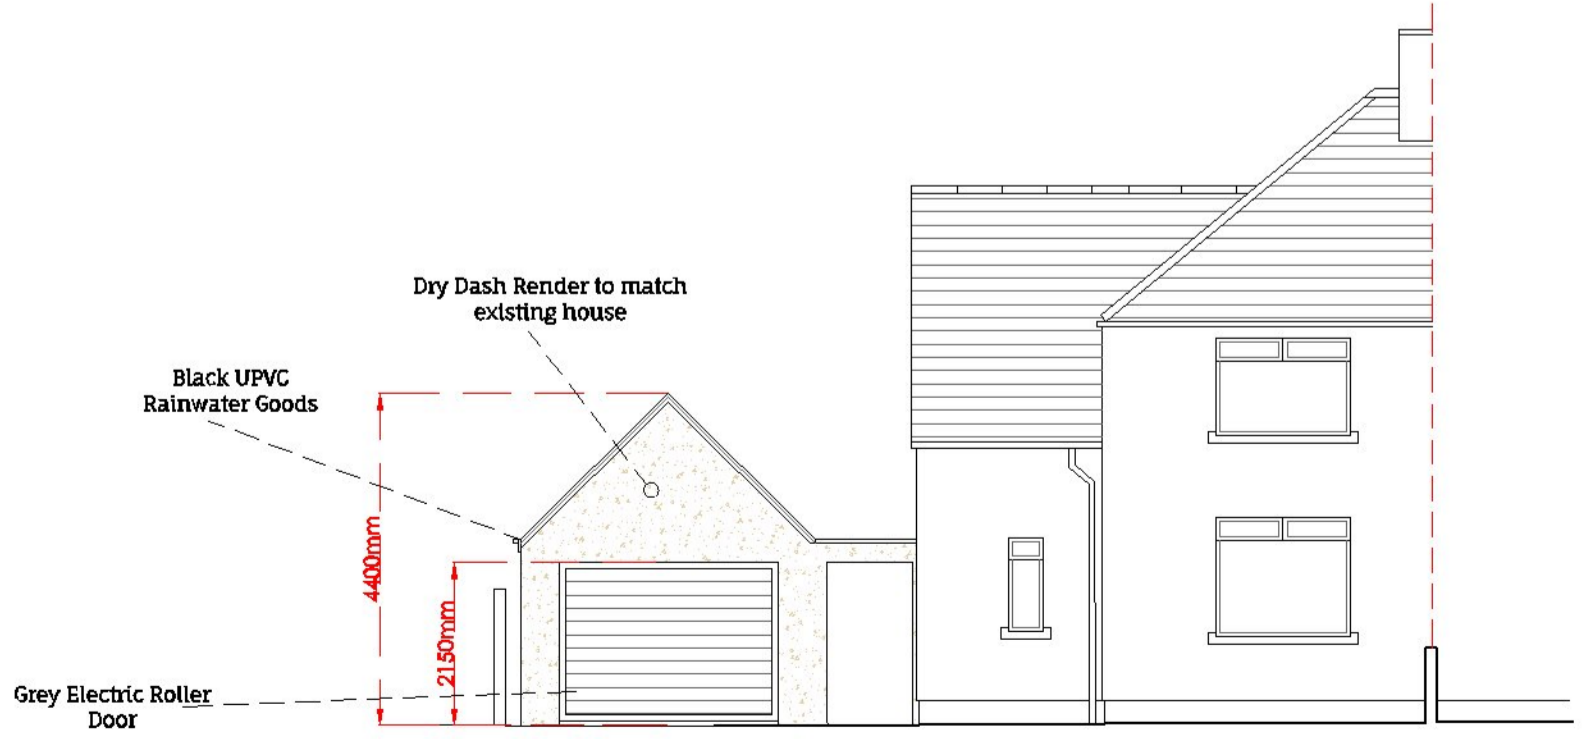 Dry Dash Render to match
existing house
Black UPVC
Rainwater Goods
4400mm
2150mm
Grey Electric Roller
Door